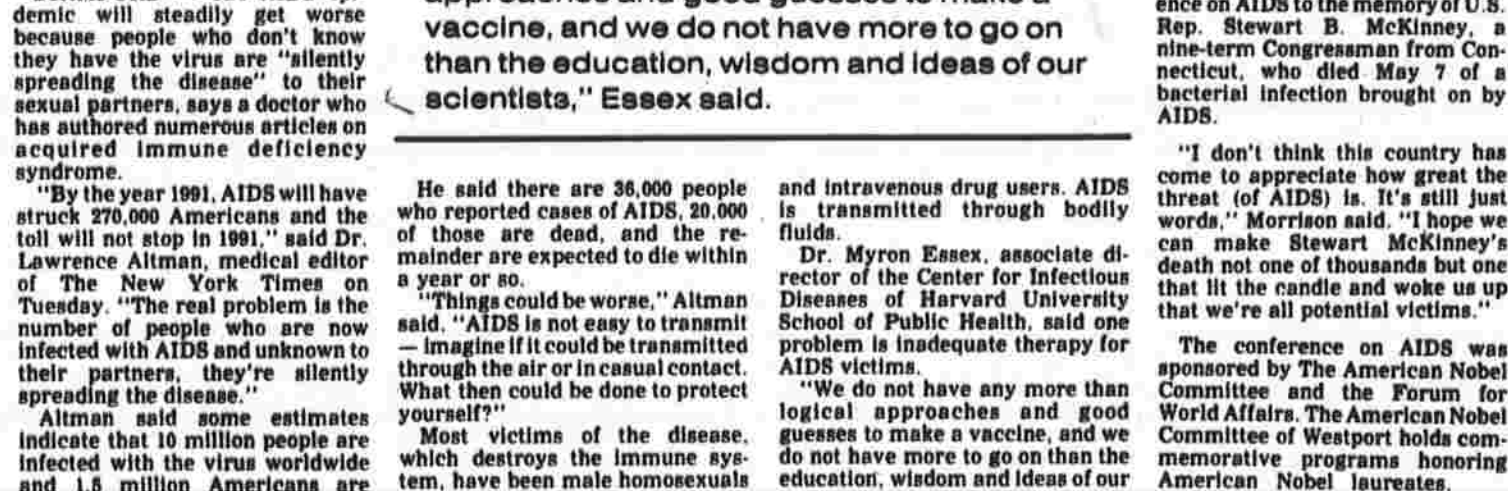 demic will steadily get worse
because people who don't know
they have the virus are "silently
spreading the disease" to their
sexual partners, says a doctor who
has authored numerous articles on
acquired immune deficiency
syndrome.
"By the year 1991, AIDS will have
struck 270,000 Americans and the
toll will not stop in 1991," said Dr.
Lawrence Altman, medical editor
of The New York Times on
Tuesday. "The real problem is the
number of people who are now
infected with AIDS and unknown to
their partners, they're silently
spreading the disease."
Altman said some estimates
indicate that 10 million people are
infected with the virus worldwide
and 1.5 million Americans are
approaches and good guesses to make a
vaccine, and we do not have more to go on
than the education, wisdom and ideas of our
scientists," Essex said.
He said there are 36,000 people
who reported cases of AIDS, 20,000
of those are dead, and the re-
mainder are expected to die within
a year or so.
"Things could be worse," Altman
said. "AIDS is not easy to transmit
— imagine if it could be transmitted
through the air or in casual contact.
What then could be done to protect
yourself?"
Most victims of the disease,
which destroys the immune sys-
tem, have been male homosexuals
and intravenous drug users. AIDS
is transmitted through bodily
fluids.
Dr. Myron Essex, associate di-
rector of the Center for Infectious
Diseases of Harvard University
School of Public Health, said one
problem is inadequate therapy for
AIDS victims.
"We do not have any more than
logical approaches and good
guesses to make a vaccine, and we
do not have more to go on than the
education, wisdom and ideas of our
ence on AIDS to the memory of U.S.
Rep. Stewart B. McKinney, a
nine-term Congressman from Con-
necticut, who died May 7 of a
bacterial infection brought on by
AIDS.
"I don't think this country has
come to appreciate how great the
threat (of AIDS) is. It's still just
words," Morrison said. "I hope we
can make Stewart McKinney's
death not one of thousands but one
that lit the candle and woke us up
that we're all potential victims."
The conference on AIDS was
sponsored by The American Nobel
Committee and the Forum for
World Affairs. The American Nobel
Committee of Westport holds com-
memorative programs honoring
American Nobel laureates.